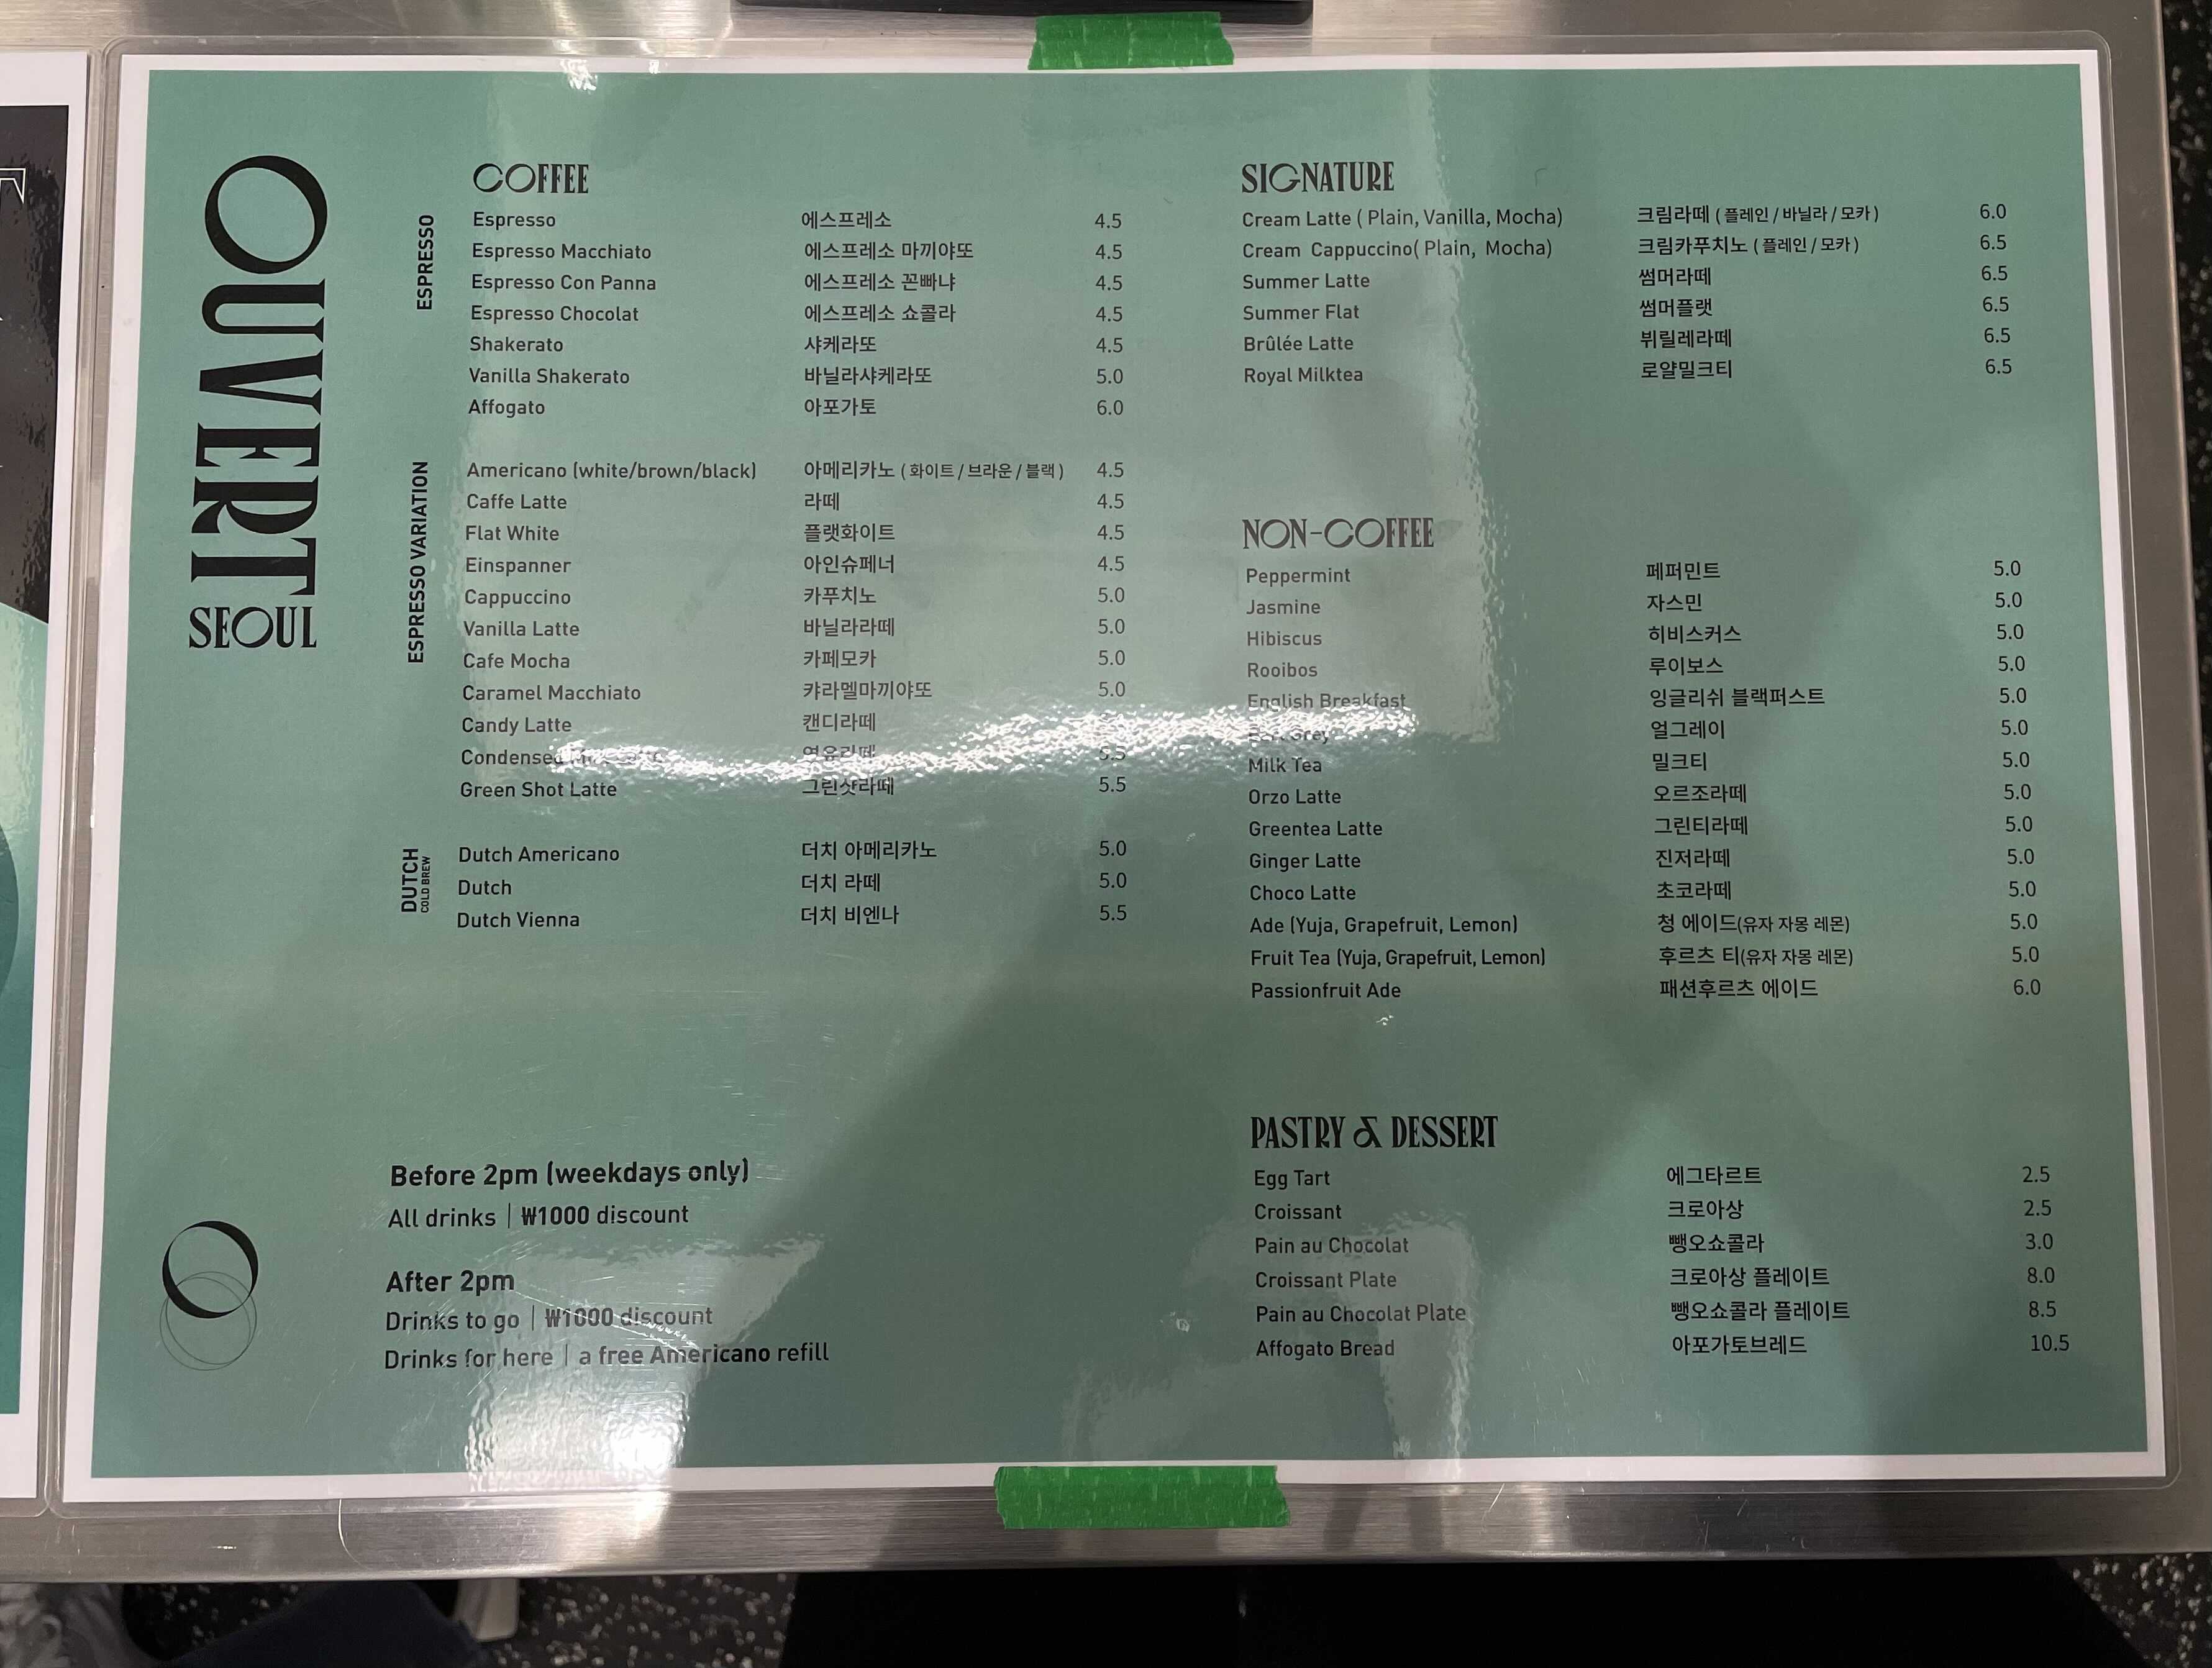 OUVERT
SEOUL
COFFEE
ESPRESSO
Espresso 에스프레소 4.5
Espresso Macchiato 에스프레소 마끼야또 4.5
Espresso Con Panna 에스프레소 꼰빠냐 4.5
Espresso Chocolat 에스프레소 쇼콜라 4.5
Shakerato 샤케라또 4.5
Vanilla Shakerato 바닐라샤케라또 5.0
Affogato 아포가토 6.0
ESPRESSO VARIATION
Americano (white/brown/black) 아메리카노 ( 화이트 / 브라운 / 블랙 ) 4.5
Caffe Latte 라떼 4.5
Flat White 플랫화이트 4.5
Einspanner 아인슈페너 4.5
Cappuccino 카푸치노 5.0
Vanilla Latte 바닐라라떼 5.0
Cafe Mocha 카페모카 5.0
Caramel Macchiato 캬라멜마끼야또 5.0
Candy Latte 캔디라떼
Condensed 연유라떼 5.5
Green Shot Latte 그린샷라떼 5.5
DUTCH
COLD BREW
Dutch Americano 더치 아메리카노 5.0
Dutch 더치 라떼 5.0
Dutch Vienna 더치 비엔나 5.5
Before 2pm (weekdays only)
All drinks | ₩1000 discount
After 2pm
Drinks to go | ₩1000 discount
Drinks for here | a free Americano refill
SIGNATURE
Cream Latte ( Plain, Vanilla, Mocha) 크림라떼 ( 플레인 / 바닐라 / 모카 ) 6.0
Cream Cappuccino( Plain, Mocha) 크림카푸치노 ( 플레인 / 모카 ) 6.5
Summer Latte 썸머라떼 6.5
Summer Flat 썸머플랫 6.5
Brûlée Latte 뷔릴레라떼 6.5
Royal Milktea 로얄밀크티 6.5
NON-COFFEE
Peppermint 페퍼민트 5.0
Jasmine 자스민 5.0
Hibiscus 히비스커스 5.0
Rooibos 루이보스 5.0
English Breakfast 잉글리쉬 블랙퍼스트 5.0
Grey 얼그레이 5.0
Milk Tea 밀크티 5.0
Orzo Latte 오르조라떼 5.0
Greentea Latte 그린티라떼 5.0
Ginger Latte 진저라떼 5.0
Choco Latte 초코라떼 5.0
Ade (Yuja, Grapefruit, Lemon) 청 에이드(유자 자몽 레몬) 5.0
Fruit Tea (Yuja, Grapefruit, Lemon) 후르츠 티(유자 자몽 레몬) 5.0
Passionfruit Ade 패션후르츠 에이드 6.0
PASTRY & DESSERT
Egg Tart 에그타르트 2.5
Croissant 크로아상 2.5
Pain au Chocolat 뺑오쇼콜라 3.0
Croissant Plate 크로아상 플레이트 8.0
Pain au Chocolat Plate 뺑오쇼콜라 플레이트 8.5
Affogato Bread 아포가토브레드 10.5